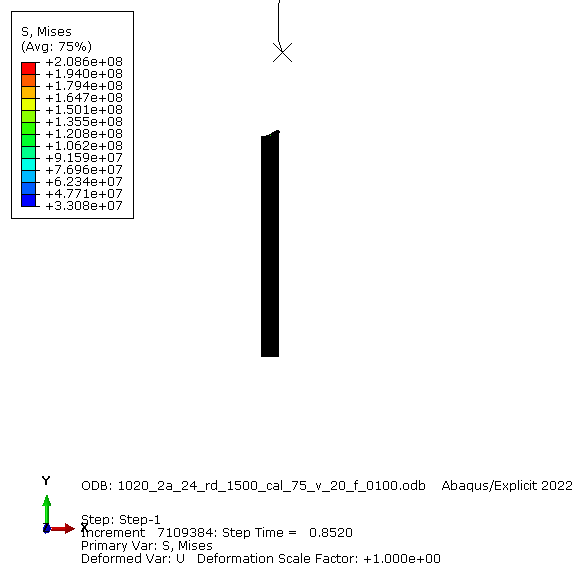 S, Mises
(Avg: 75%)
+2.086e+08
+1.940e+08
+1.794e+08
+1.647e+08
+1.501e+08
+1.355e+08
+1.208e+08
+1.062e+08
+9.159e+07
+7.696e+07
+6.234e+07
+4.771e+07
+3.308e+07
Y
ODB: 1020_2a_24_rd_1500_cal_75_v_20_f_0100.odb Abaqus/Explicit 2022
Step: Step-1
X
Increment 7109384: Step Time = 0.8520
Primary Var: S, Mises
Deformed Var: U Deformation Scale Factor: +1.000e+00